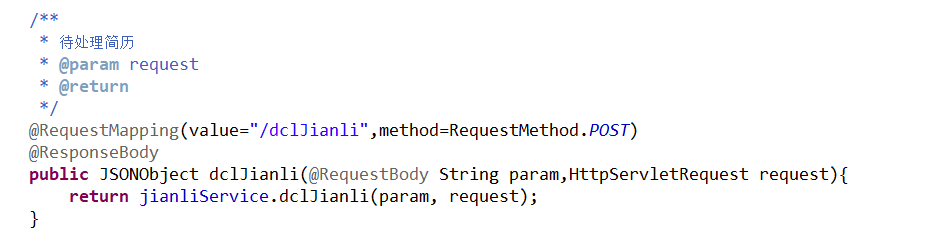 /**
 * 待处理简历
 * @param request
 * @return
 */
@RequestMapping(value="/dclJianli",method=RequestMethod.POST)
@ResponseBody
public JSONObject dclJianli(@RequestBody String param,HttpServletRequest request){
    return jianliService.dclJianli(param, request);
}